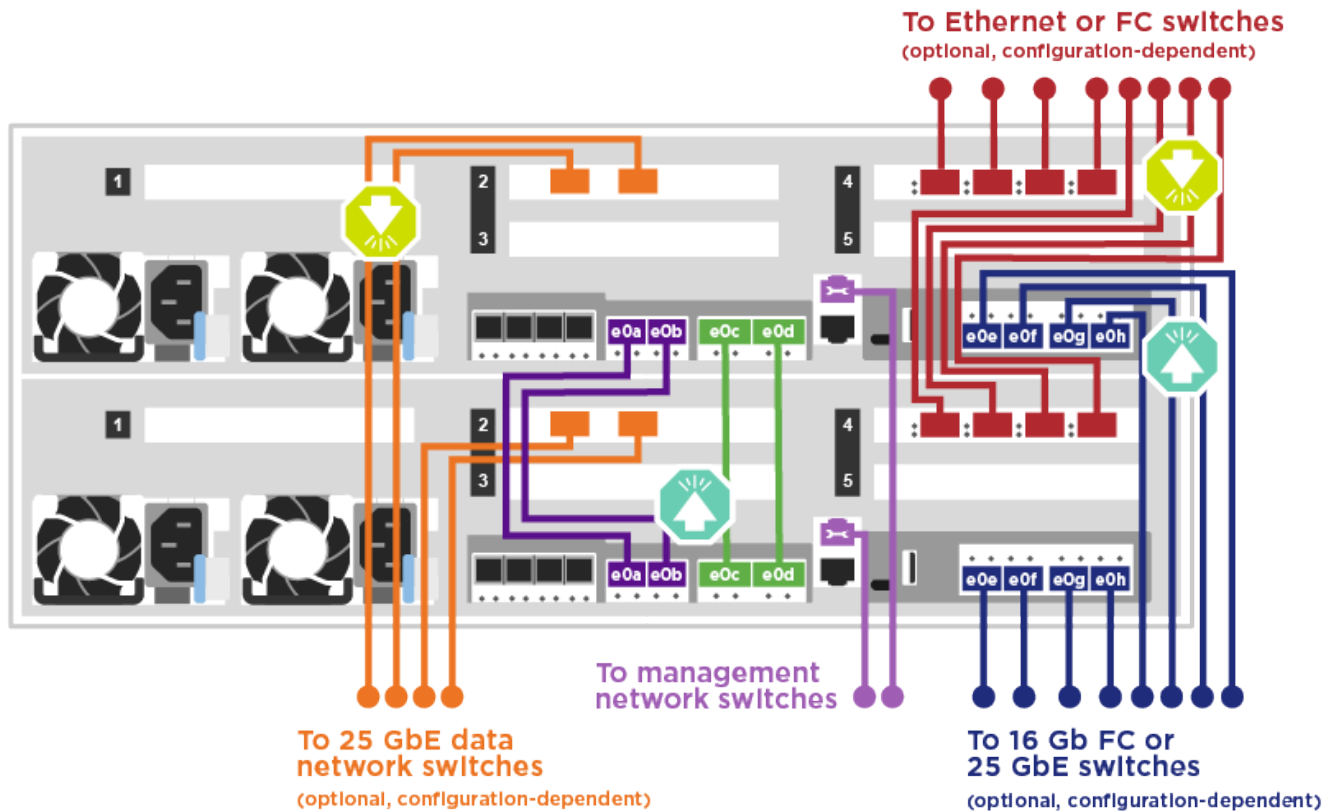 To Ethernet or FC switches
(optional, configuration-dependent)
1
2
4
3
5
e0a e0b e0c e0d
e0e e0f e0g e0h
1
2
4
3
5
e0a e0b e0c e0d
e0e e0f e0g e0h
To management
network switches
To 25 GbE data
network switches
(optional, configuration-dependent)
To 16 Gb FC or
25 GbE switches
(optional, configuration-dependent)